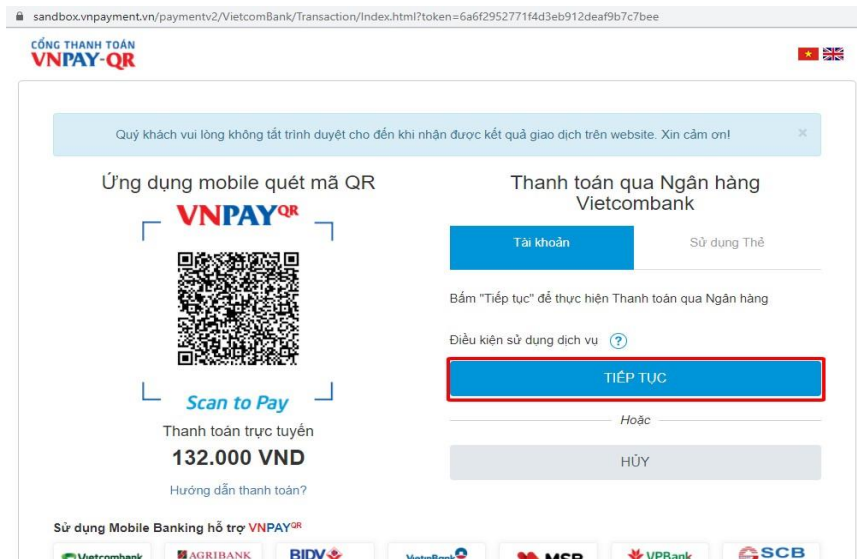 sandbox.vnpayment.vn/paymentv2/VietcomBank/Transaction/Index.html?token=6a6f2952771f4d3eb912deaf9b7c7bee
CỔNG THANH TOÁN
VNPAY-QR
Quý khách vui lòng không tắt trình duyệt cho đến khi nhận được kết quả giao dịch trên website. Xin cảm ơn!
×
Ứng dụng mobile quét mã QR
VNPAYQR
Scan to Pay
Thanh toán trực tuyến
132.000 VND
Hướng dẫn thanh toán?
Thanh toán qua Ngân hàng
Vietcombank
Tài khoản
Sử dụng Thẻ
Bấm "Tiếp tục" để thực hiện Thanh toán qua Ngân hàng
Điều kiện sử dụng dịch vụ ?
TIẾP TỤC
Hoặc
HỦY
Sử dụng Mobile Banking hỗ trợ VNPAYQR
Vietcombank AGRIBANK BIDV VietinBank MSB VPBank SCB